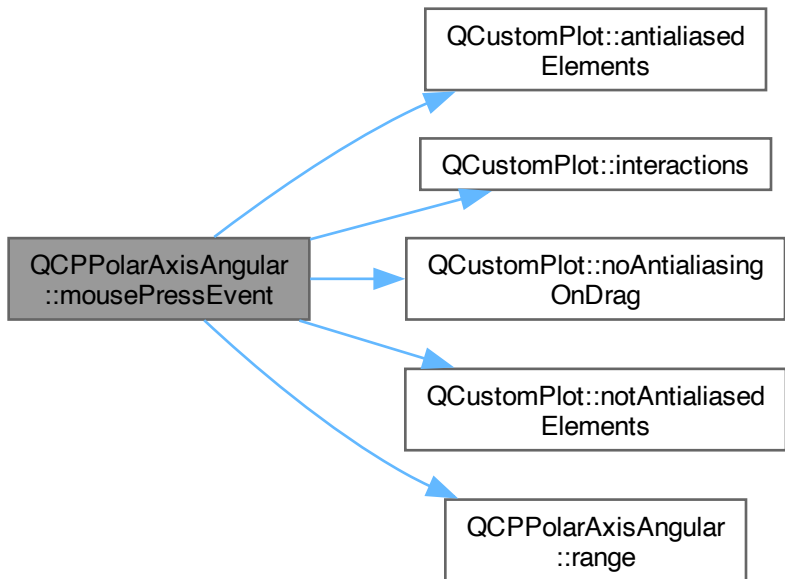 QCustomPlot::antialiased
Elements
QCustomPlot::interactions
QCPPolarAxisAngular
::mousePressEvent
QCustomPlot::noAntialiasing
OnDrag
QCustomPlot::notAntialiased
Elements
QCPPolarAxisAngular
::range